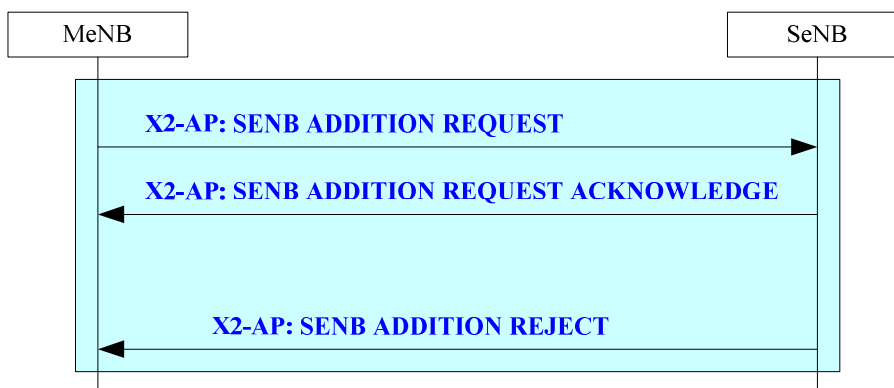 MeNB
SeNB
X2-AP: SENB ADDITION REQUEST
X2-AP: SENB ADDITION REQUEST ACKNOWLEDGE
X2-AP: SENB ADDITION REJECT